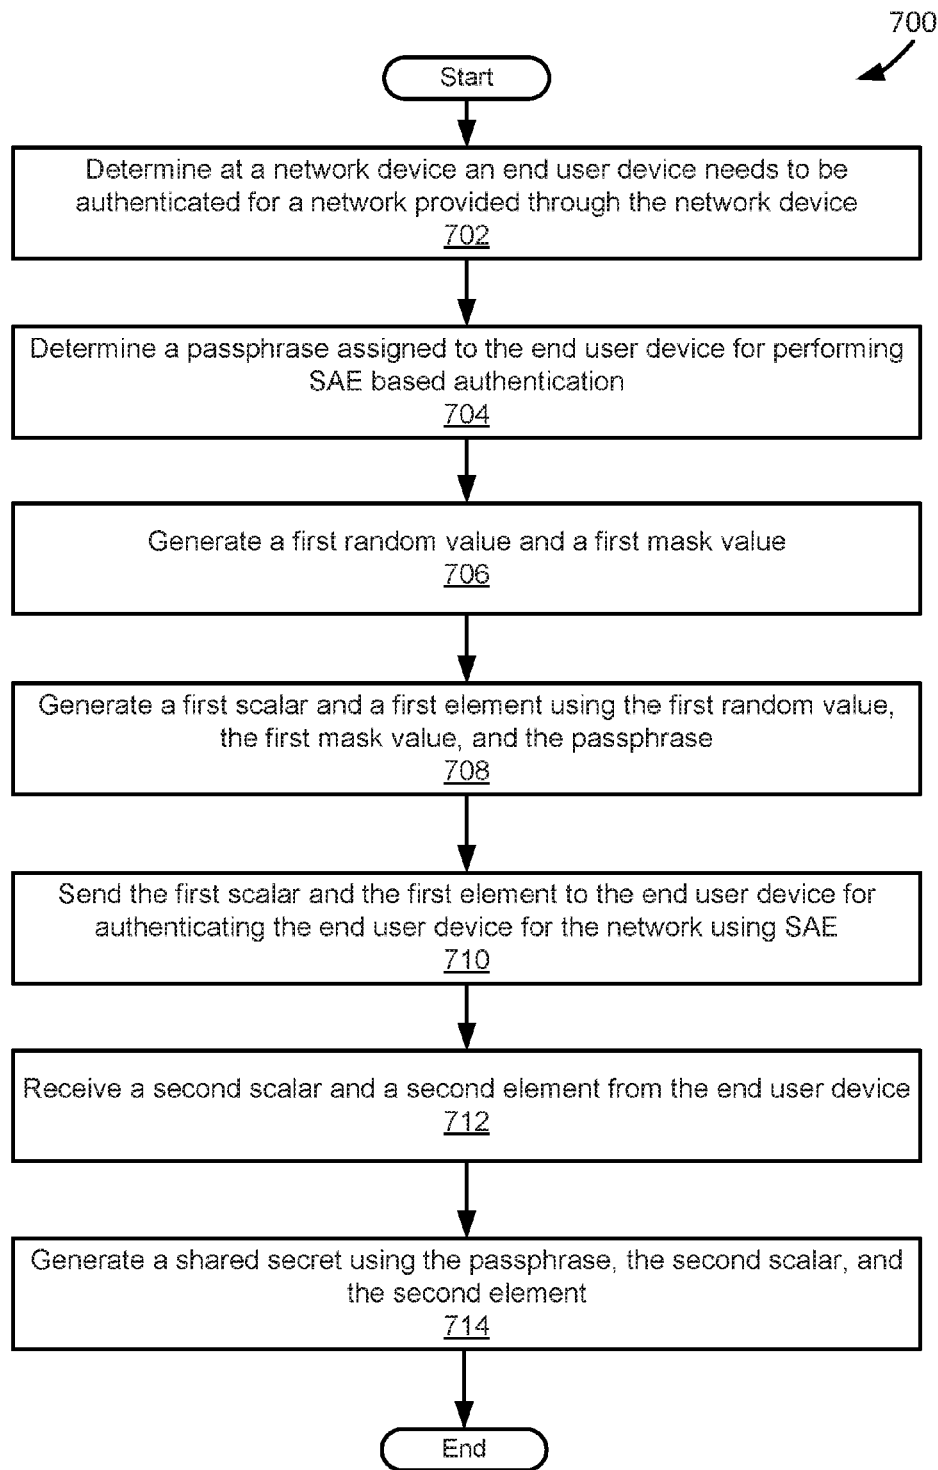 700
Start
Determine at a network device an end user device needs to be
authenticated for a network provided through the network device
702
Determine a passphrase assigned to the end user device for performing
SAE based authentication
704
Generate a first random value and a first mask value
706
Generate a first scalar and a first element using the first random value,
the first mask value, and the passphrase
708
Send the first scalar and the first element to the end user device for
authenticating the end user device for the network using SAE
710
Receive a second scalar and a second element from the end user device
712
Generate a shared secret using the passphrase, the second scalar, and
the second element
714
End